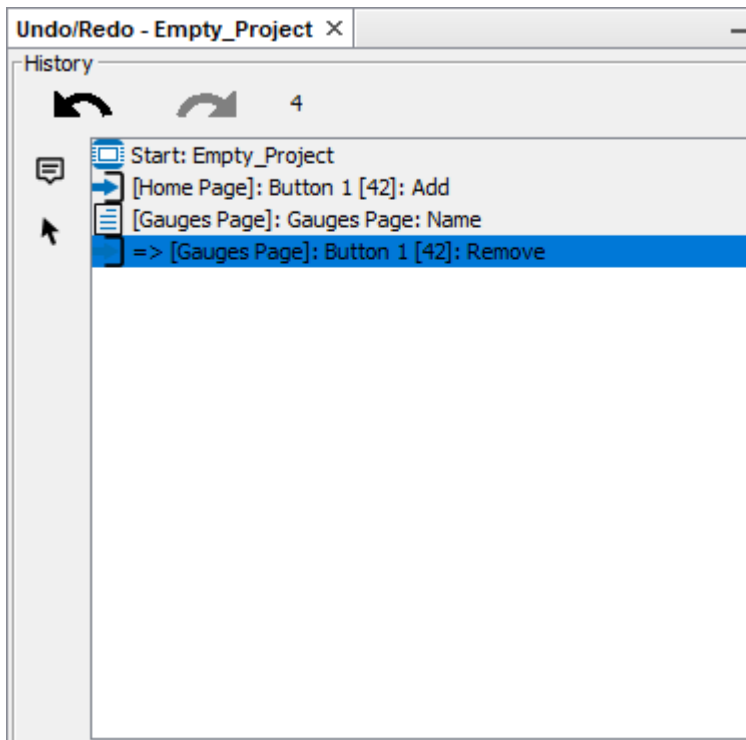 Undo/Redo - Empty_Project ×
History
4
Start: Empty_Project
[Home Page]: Button 1 [42]: Add
[Gauges Page]: Gauges Page: Name
=> [Gauges Page]: Button 1 [42]: Remove